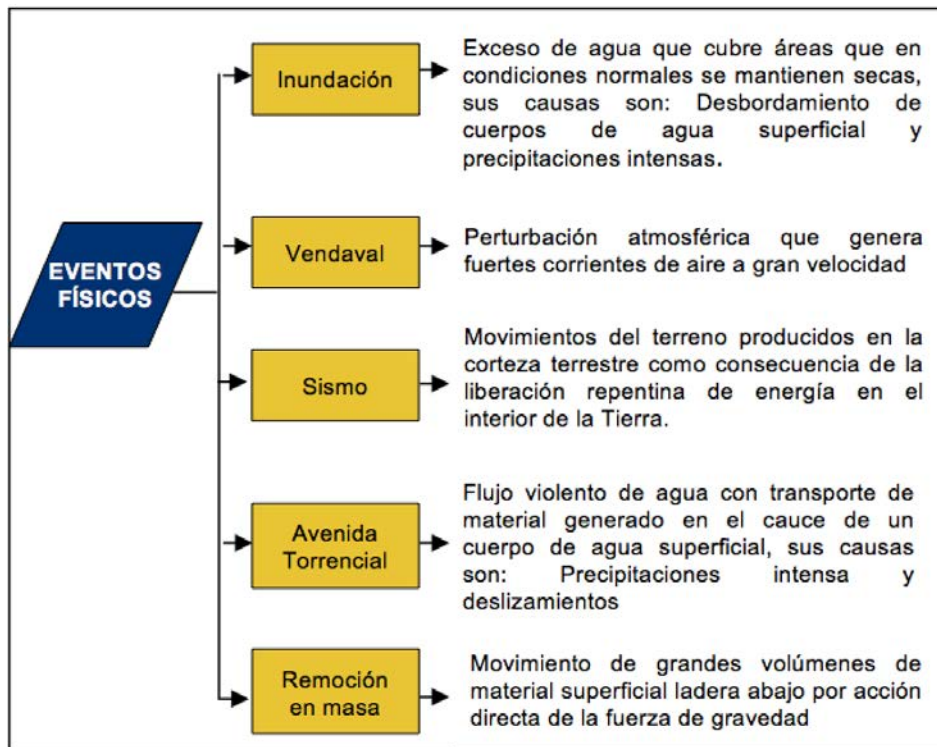 EVENTOS
FÍSICOS
Inundación
Exceso de agua que cubre áreas que en
condiciones normales se mantienen secas,
sus causas son: Desbordamiento de
cuerpos de agua superficial y
precipitaciones intensas.
Vendaval
Perturbación atmosférica que genera
fuertes corrientes de aire a gran velocidad
Sismo
Movimientos del terreno producidos en la
corteza terrestre como consecuencia de la
liberación repentina de energía en el
interior de la Tierra.
Avenida
Torrencial
Flujo violento de agua con transporte de
material generado en el cauce de un
cuerpo de agua superficial, sus causas
son: Precipitaciones intensa y
deslizamientos
Remoción
en masa
Movimiento de grandes volúmenes de
material superficial ladera abajo por acción
directa de la fuerza de gravedad